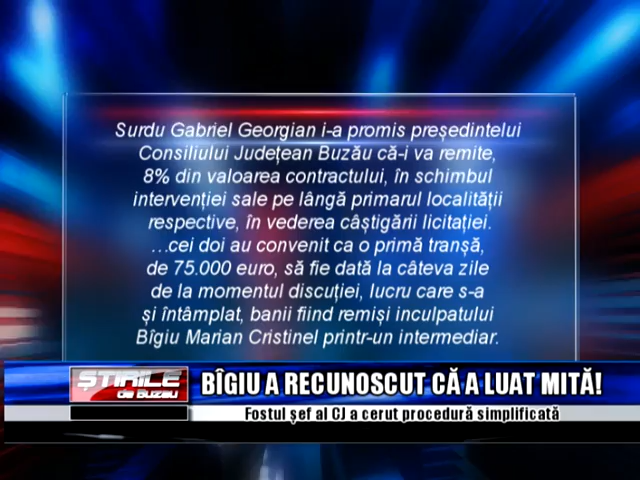 Surdu Gabriel Georgian i-a promis președintelui
Consiliului Județean Buzău că-i va remite,
8% din valoarea contractului, în schimbul
intervenției sale pe lângă primarul localității
respective, în vederea câștigării licitației.
…cei doi au convenit ca o primă tranșă,
de 75.000 euro, să fie dată la câteva zile
de la momentul discuției, lucru care s-a
și întâmplat, banii fiind remiși inculpatului
Bîgiu Marian Cristinel printr-un intermediar.
ȘTIRILE
de Buzau
BÎGIU A RECUNOSCUT CĂ A LUAT MITĂ!
Fostul șef al CJ a cerut procedură simplificată